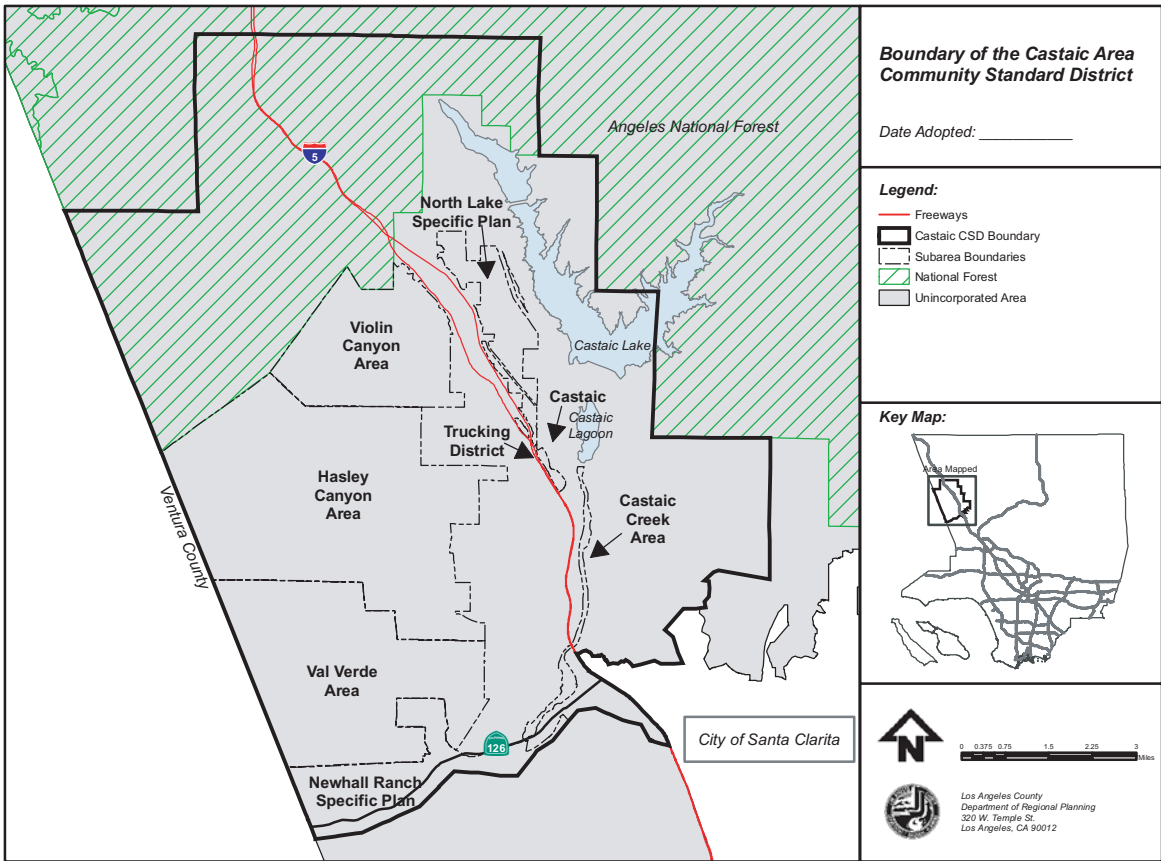 Boundary of the Castaic Area
Community Standard District
Date Adopted: ____________
Legend:
Freeways
Castaic CSD Boundary
Subarea Boundaries
National Forest
Unincorporated Area
Key Map:
Area Mapped
0 0.375 0.75 1.5 2.25 3
Miles
N
Los Angeles County
Department of Regional Planning
320 W. Temple St.
Los Angeles, CA 90012
Angeles National Forest
5
North Lake
Specific Plan
Violin
Canyon
Area
Castaic Lake
Castaic
Castaic
Lagoon
Trucking
District
Hasley
Canyon
Area
Castaic
Creek
Area
Ventura County
Val Verde
Area
126
City of Santa Clarita
Newhall Ranch
Specific Plan